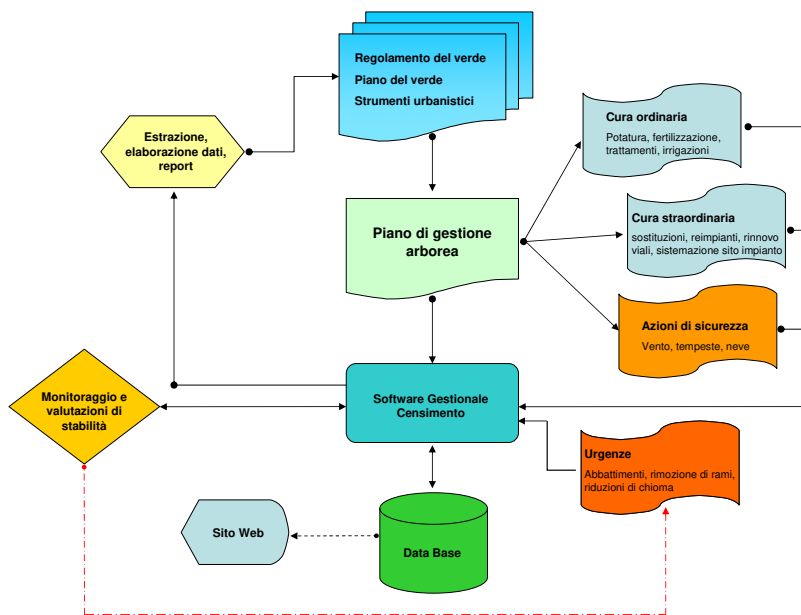 Regolamento del verde
Piano del verde
Strumenti urbanistici
Estrazione,
elaborazione dati,
report
Cura ordinaria
Potatura, fertilizzazione,
trattamenti, irrigazioni
Piano di gestione
arborea
Cura straordinaria
sostituzioni, reimpianti, rinnovo
viali, sistemazione sito impianto
Azioni di sicurezza
Vento, tempeste, neve
Monitoraggio e
valutazioni di
stabilità
Software Gestionale
Censimento
Urgenze
Abbattimenti, rimozione di rami,
riduzioni di chioma
Sito Web
Data Base